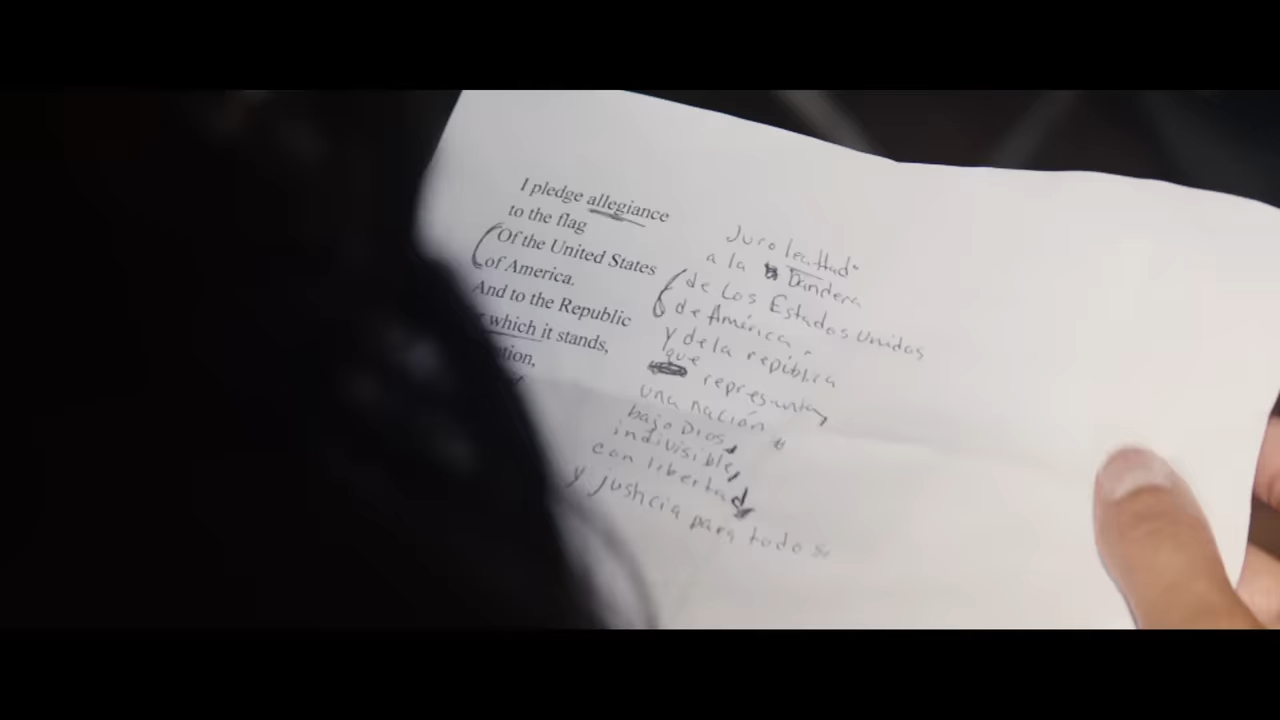 I pledge allegiance
to the flag
Of the United States
of America.
And to the Republic
which it stands,
Juro lealtad
a la bandera
de Los Estados Unidos
de América.
y de la república
que
representa,
una nación
bajo Dios,
indivisible,
con libertad
y justicia para todos